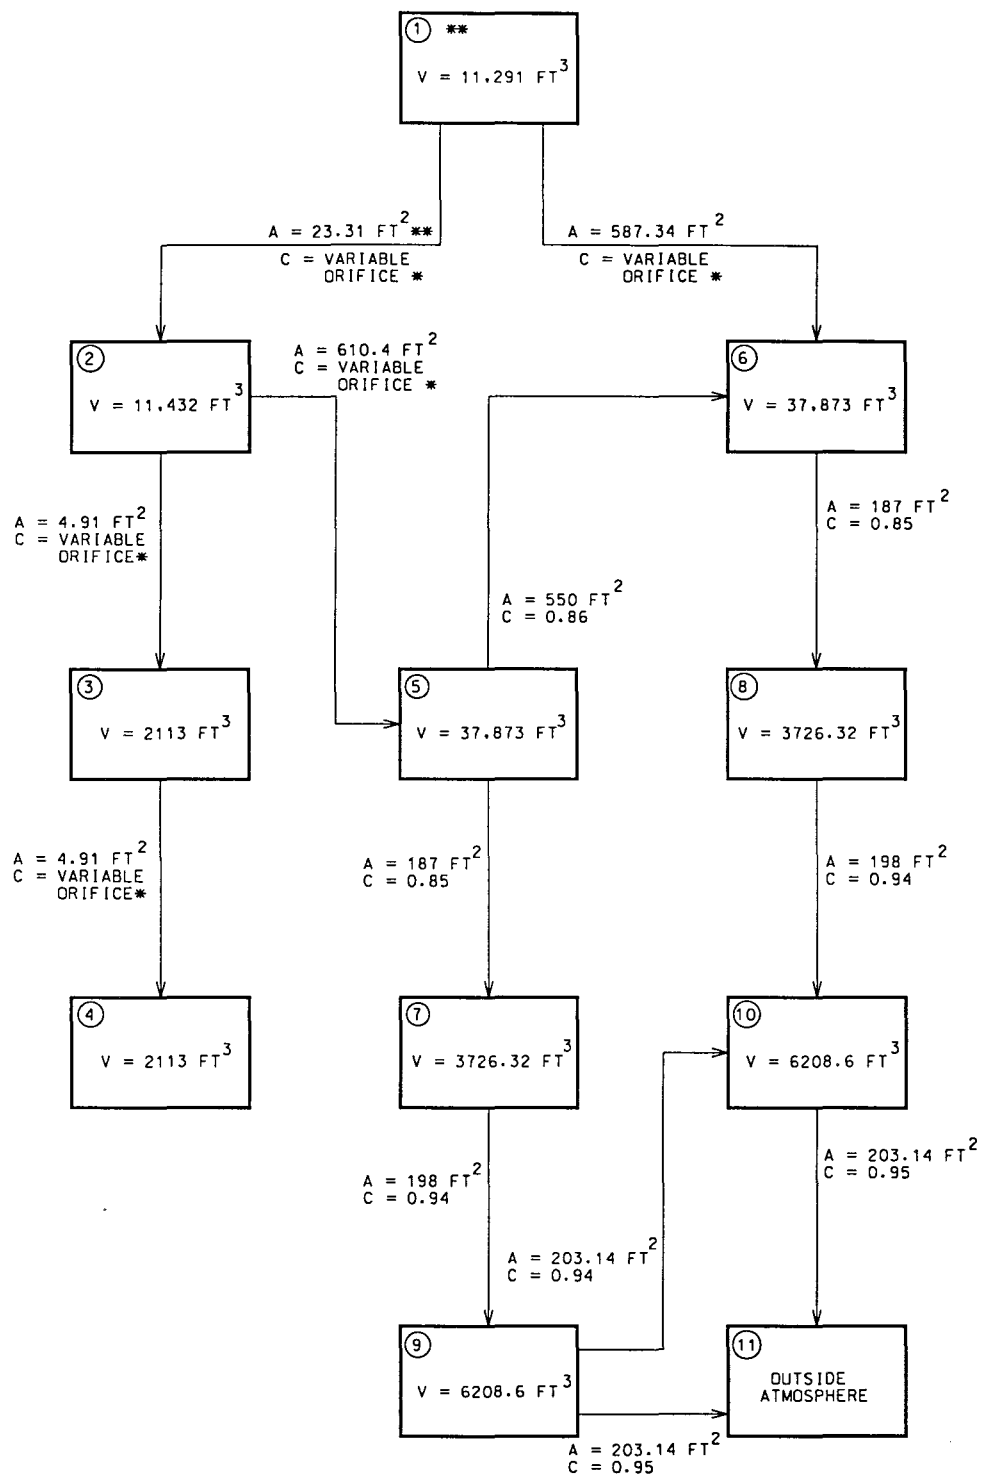 1 **
V = 11,291 FT3
A = 23.31 FT2 **
C = VARIABLE
ORIFICE *
A = 587.34 FT2
C = VARIABLE
ORIFICE *
2
V = 11,432 FT3
A = 610.4 FT2
C = VARIABLE
ORIFICE *
6
V = 37,873 FT3
A = 4.91 FT2
C = VARIABLE
ORIFICE*
A = 187 FT2
C = 0.85
A = 550 FT2
C = 0.86
3
V = 2113 FT3
5
V = 37,873 FT3
8
V = 3726.32 FT3
A = 4.91 FT2
C = VARIABLE
ORIFICE*
A = 187 FT2
C = 0.85
A = 198 FT2
C = 0.94
4
V = 2113 FT3
7
V = 3726.32 FT3
10
V = 6208.6 FT3
A = 198 FT2
C = 0.94
A = 203.14 FT2
C = 0.95
A = 203.14 FT2
C = 0.94
9
V = 6208.6 FT3
11
OUTSIDE
ATMOSPHERE
A = 203.14 FT2
C = 0.95